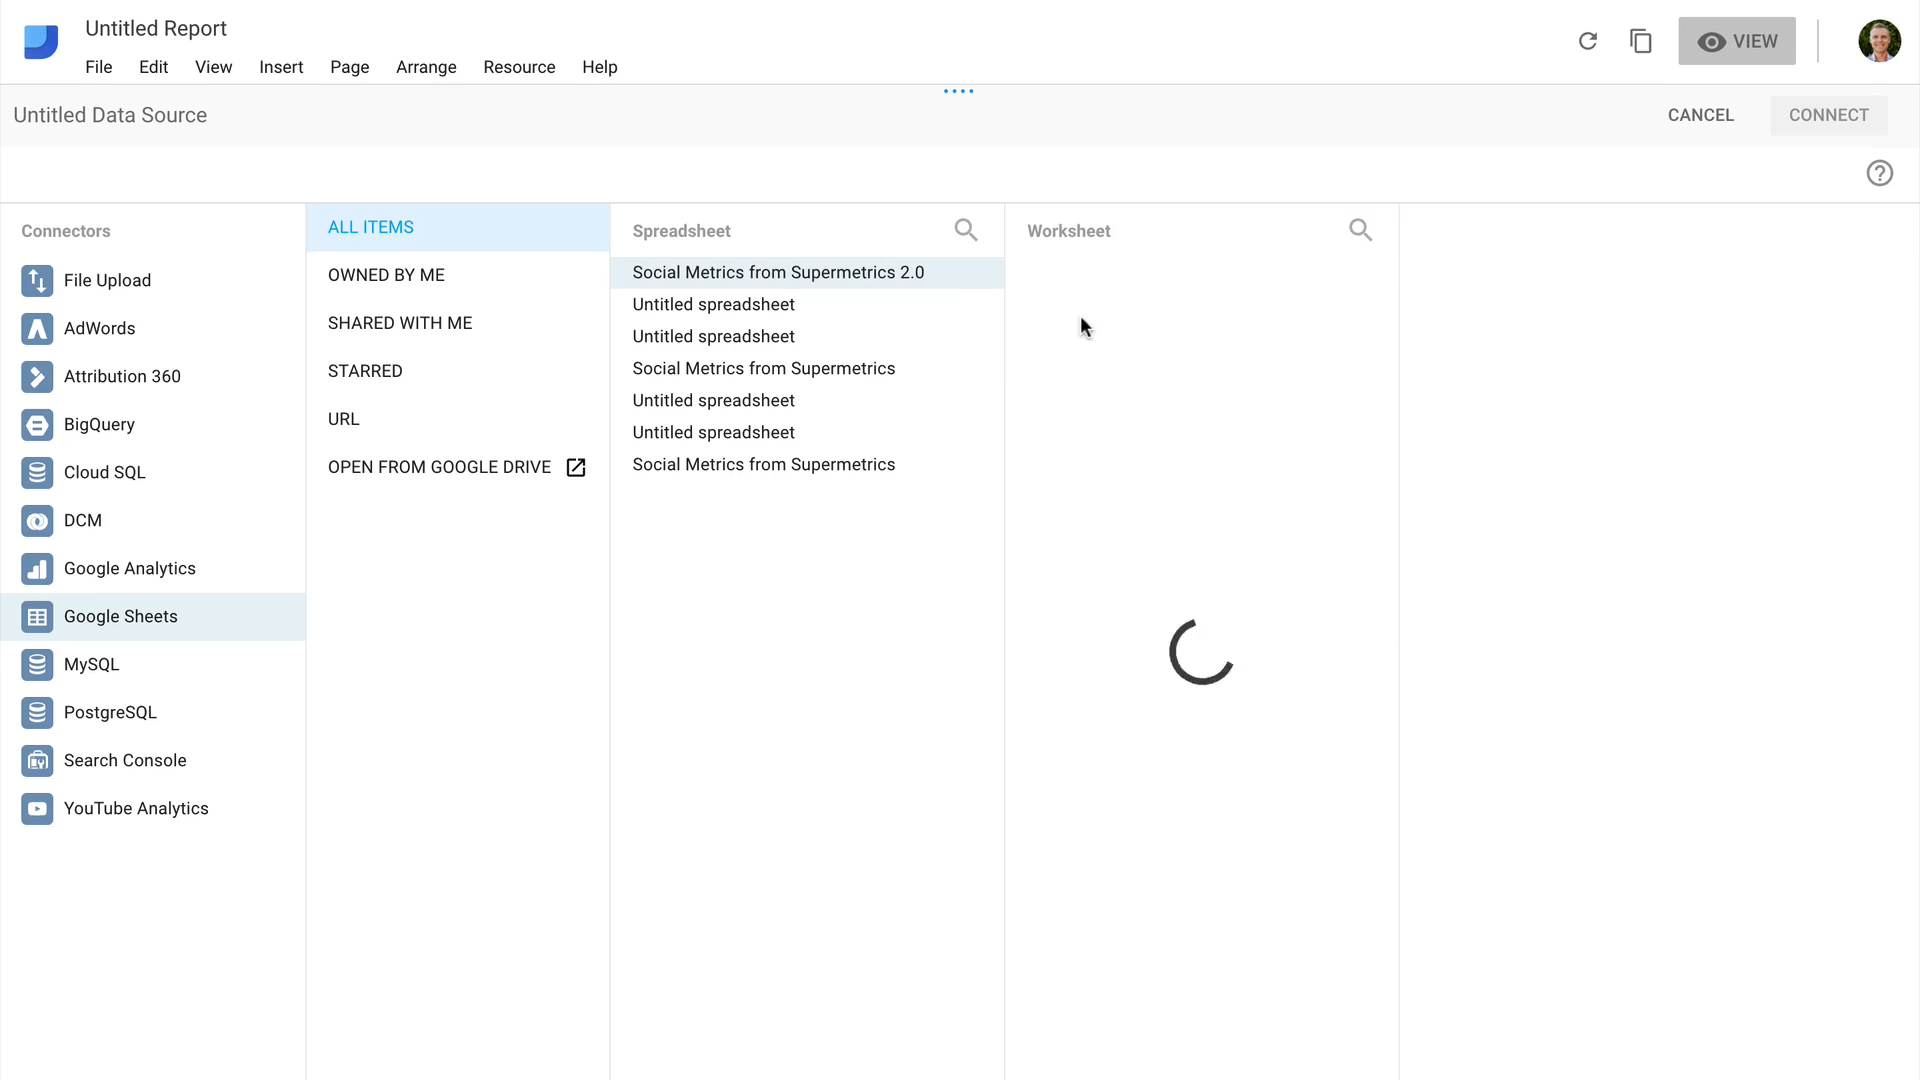 Untitled Report
File Edit View Insert Page Arrange Resource Help
VIEW
Untitled Data Source
CANCEL
CONNECT
?
Connectors
File Upload
AdWords
Attribution 360
BigQuery
Cloud SQL
DCM
Google Analytics
Google Sheets
MySQL
PostgreSQL
Search Console
YouTube Analytics
ALL ITEMS
OWNED BY ME
SHARED WITH ME
STARRED
URL
OPEN FROM GOOGLE DRIVE
Spreadsheet
Social Metrics from Supermetrics 2.0
Untitled spreadsheet
Untitled spreadsheet
Social Metrics from Supermetrics
Untitled spreadsheet
Untitled spreadsheet
Social Metrics from Supermetrics
Worksheet